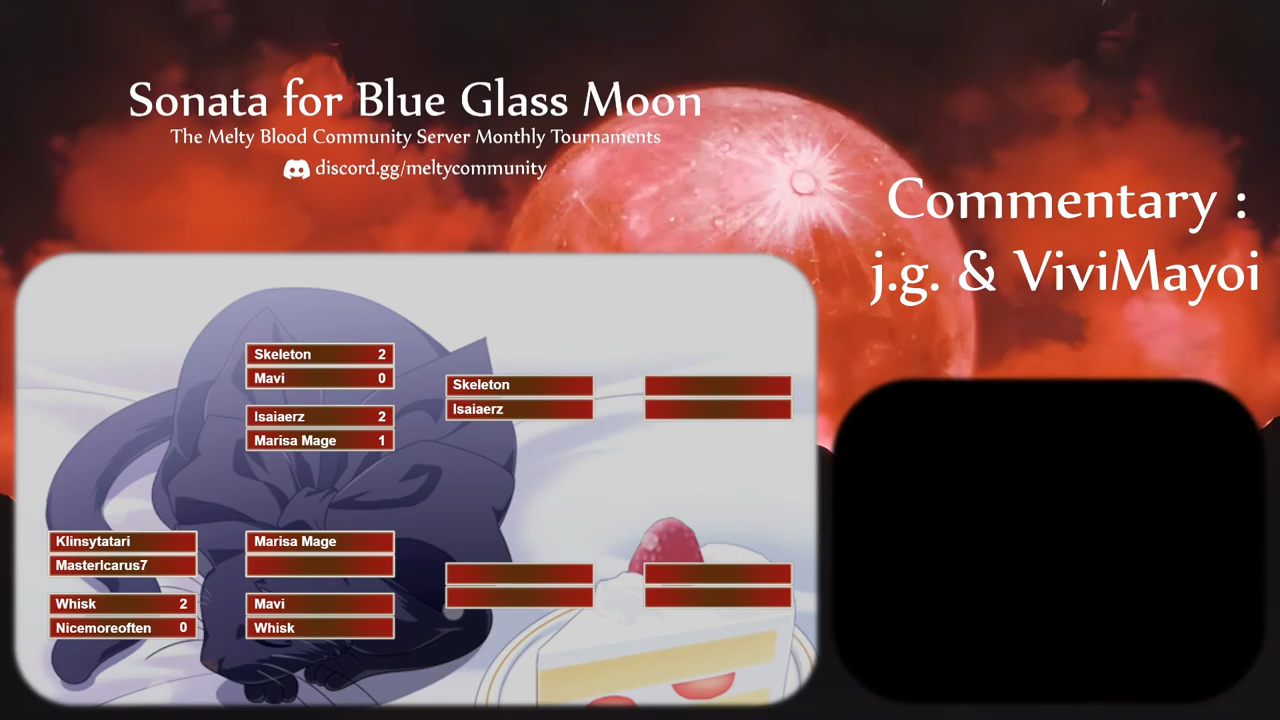 Sonata for Blue Glass Moon
The Melty Blood Community Server Monthly Tournaments
discord.gg/meltycommunity
Commentary :
j.g. & ViviMayoi
Skeleton 2
Mavi 0
Isaiaerz 2
Marisa Mage 1
Skeleton
Isaiaerz
Klinsytatari
MasterIcarus7
Whisk 2
Nicemoreoften 0
Marisa Mage
Mavi
Whisk